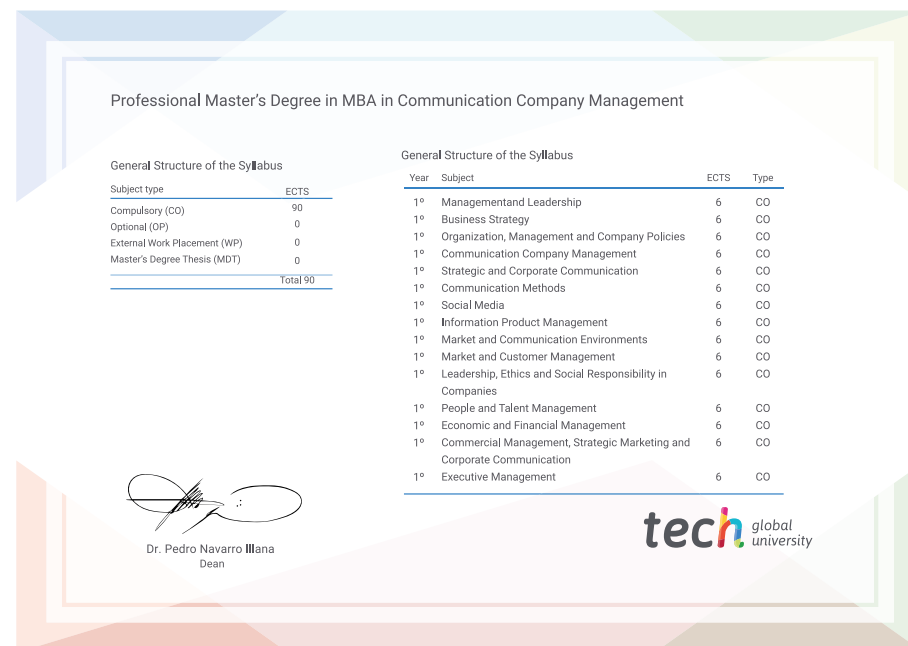 Professional Master's Degree in MBA in Communication Company Management
General Structure of the Syllabus
Subject type ECTS
Compulsory (CO) 90
Optional (OP) 0
External Work Placement (WP) 0
Master's Degree Thesis (MDT) 0
Total 90
General Structure of the Syllabus
Year Subject ECTS Type
1º Managementand Leadership 6 CO
1º Business Strategy 6 CO
1º Organization, Management and Company Policies 6 CO
1º Communication Company Management 6 CO
1º Strategic and Corporate Communication 6 CO
1º Communication Methods 6 CO
1º Social Media 6 CO
1º Information Product Management 6 CO
1º Market and Communication Environments 6 CO
1º Market and Customer Management 6 CO
1º Leadership, Ethics and Social Responsibility in 6 CO
Companies
1º People and Talent Management 6 CO
1º Economic and Financial Management 6 CO
1º Commercial Management, Strategic Marketing and 6 CO
Corporate Communication
1º Executive Management 6 CO
Dr. Pedro Navarro Illana
Dean
tech global
university